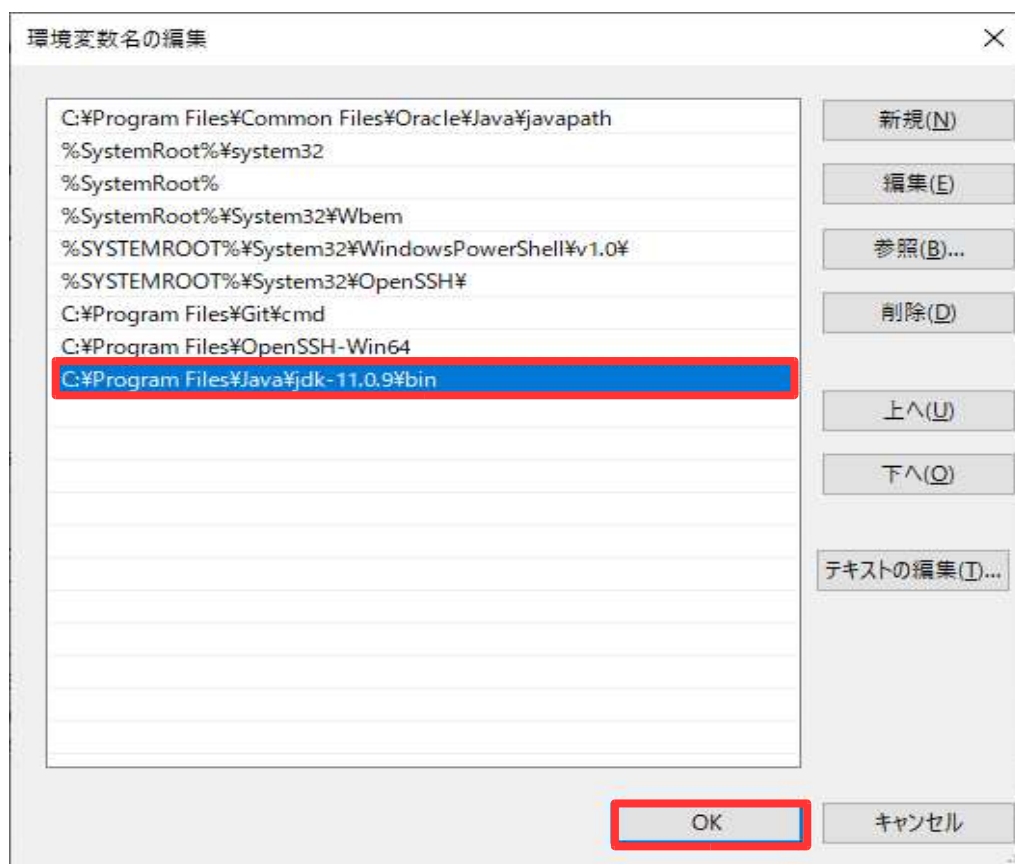 環境変数名の編集
C:¥Program Files¥Common Files¥Oracle¥Java¥javapath
%SystemRoot%¥system32
%SystemRoot%
%SystemRoot%¥System32¥Wbem
%SYSTEMROOT%¥System32¥WindowsPowerShell¥v1.0¥
%SYSTEMROOT%¥System32¥OpenSSH¥
C:¥Program Files¥Git¥cmd
C:¥Program Files¥OpenSSH-Win64
C:¥Program Files¥Java¥jdk-11.0.9¥bin
新規(N)
編集(E)
参照(B)...
削除(D)
上へ(U)
下へ(O)
テキストの編集(T)...
OK
キャンセル